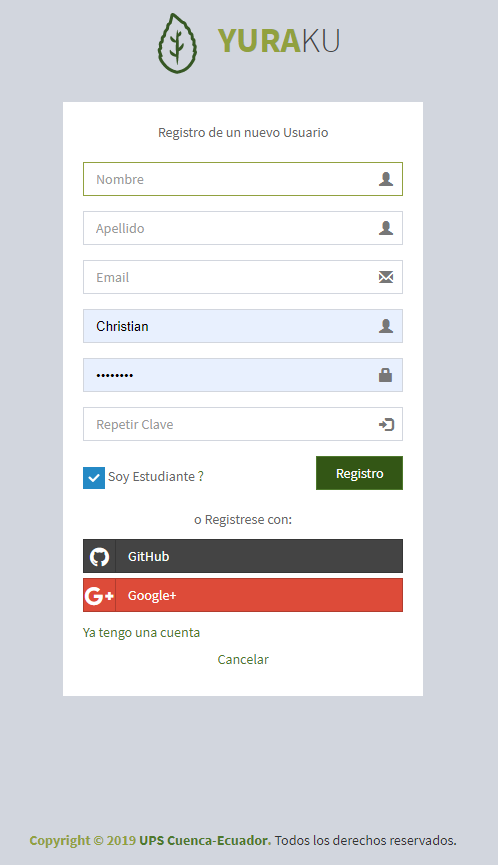 YURAKU
Registro de un nuevo Usuario
Nombre
Apellido
Email
Christian
••••••••
Repetir Clave
Soy Estudiante ?
Registro
o Registrese con:
GitHub
G+ Google+
Ya tengo una cuenta
Cancelar
Copyright © 2019 UPS Cuenca-Ecuador. Todos los derechos reservados.